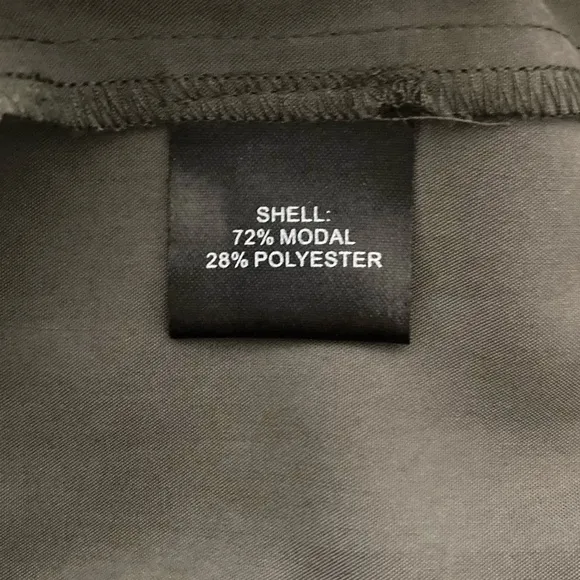 SHELL:
72% MODAL
28% POLYESTER